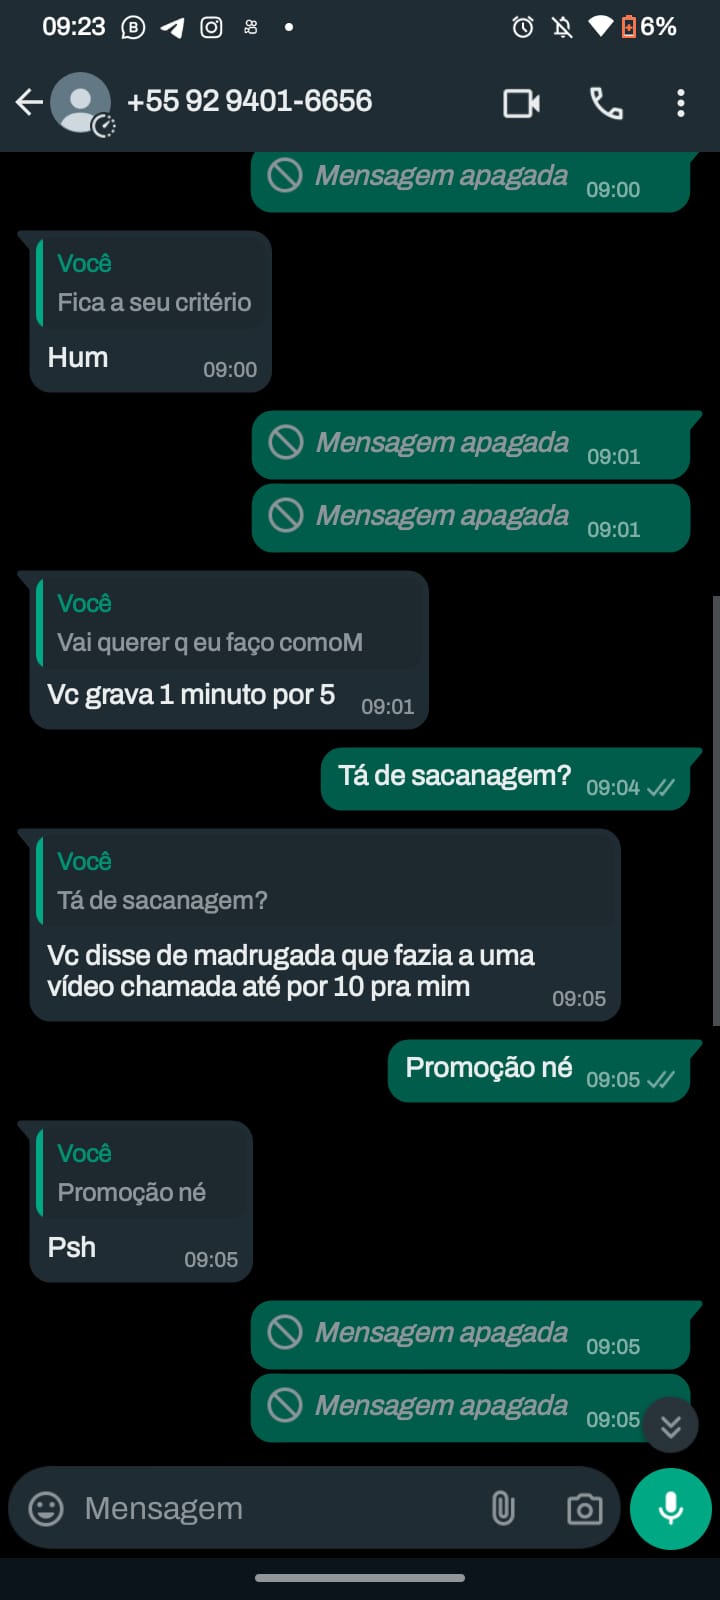 09:23
6%
+55 92 9401-6656
Mensagem apagada 09:00
Você
Fica a seu critério
Hum 09:00
Mensagem apagada 09:01
Mensagem apagada 09:01
Você
Vai querer q eu faço comoM
Vc grava 1 minuto por 5 09:01
Tá de sacanagem? 09:04
Você
Tá de sacanagem?
Vc disse de madrugada que fazia a uma
vídeo chamada até por 10 pra mim 09:05
Promoção né 09:05
Você
Promoção né
Psh 09:05
Mensagem apagada 09:05
Mensagem apagada 09:05
Mensagem